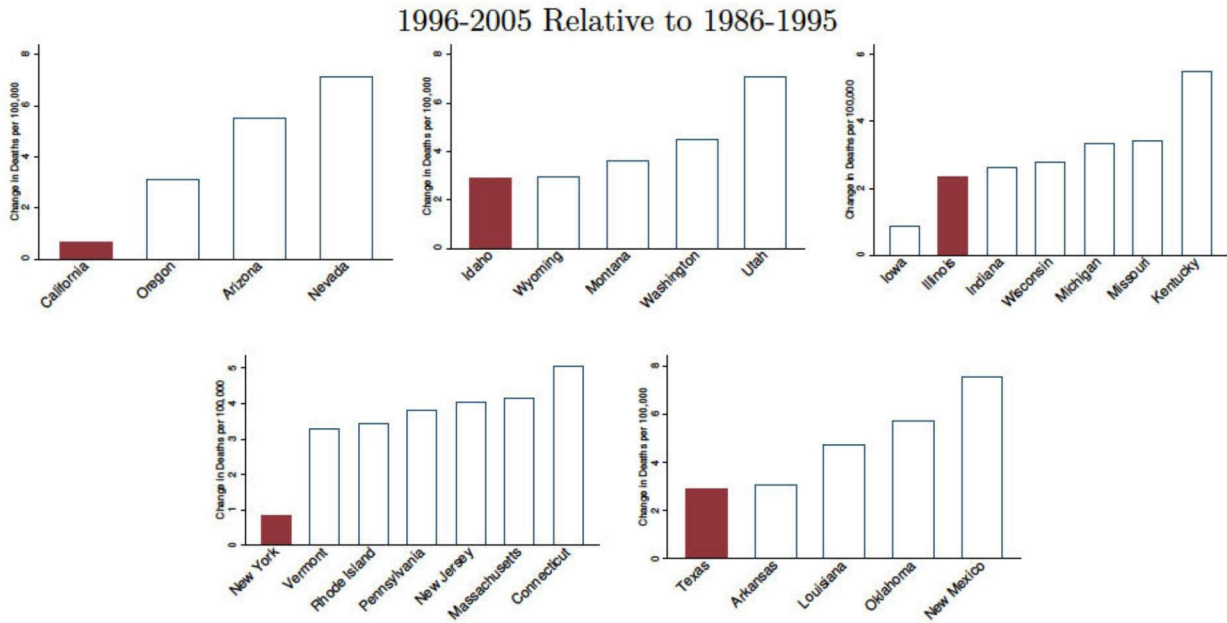 1996-2005 Relative to 1986-1995
Change in Deaths per 100,000
8
6
4
2
0
California
Oregon
Arizona
Nevada
Change in Deaths per 100,000
8
6
4
2
0
Idaho
Wyoming
Montana
Washington
Utah
Change in Deaths per 100,000
6
4
2
0
Iowa
Illinois
Indiana
Wisconsin
Michigan
Missouri
Kentucky
Change in Deaths per 100,000
5
4
3
2
1
0
New York
Vermont
Rhode Island
Pennsylvania
New Jersey
Massachusetts
Connecticut
Change in Deaths per 100,000
8
6
4
2
0
Texas
Arkansas
Louisiana
Oklahoma
New Mexico